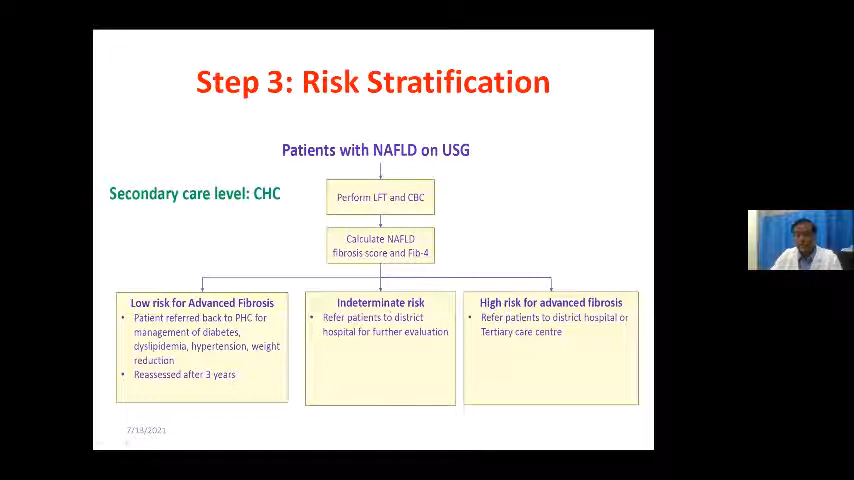 Step 3: Risk Stratification
Patients with NAFLD on USG
Secondary care level: CHC
Perform LFT and CBC
Calculate NAFLD
fibrosis score and Fib-4
Low risk for Advanced Fibrosis
• Patient referred back to PHC for
management of diabetes,
dyslipidemia, hypertension, weight
reduction
• Reassessed after 3 years
Indeterminate risk
• Refer patients to district
hospital for further evaluation
High risk for advanced fibrosis
• Refer patients to district hospital or
Tertiary care centre
7/13/2021